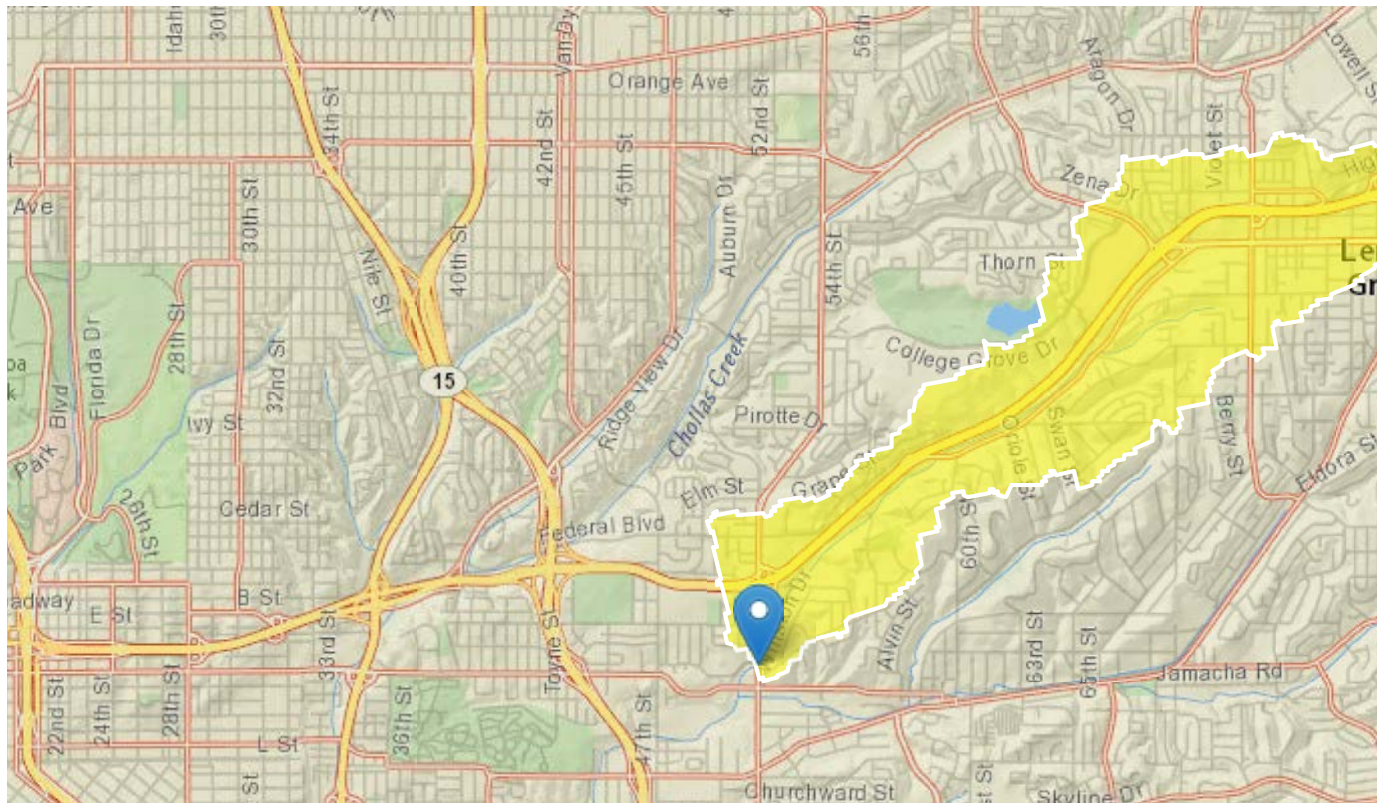 Idaho
30th
Van Dy
56th
Lowell S
Aragon Dr
Orange Ave
34th St
42nd St
45th St
52nd St
Violet St
Zena Dr
Hig
Ave
30th St
Nile St
40th St
Auburn Dr
54th St
Thorn St
Le
Gr
Florida Dr
28th St
32nd St
15
Ridge View Dr
Chollas Creek
College Grove Dr
Park
Blvd
Ivy St
Pirotte Dr
Oriole St
Swan Dr
Berry St
Eldora St
26th St
Cedar St
Elm St
Grape St
Federal Blvd
60th St
adway
E St
B St
33rd St
Toyne St
Alvin St
63rd St
65th St
Jamacha Rd
22nd St
24th St
28th St
36th St
47th St
L St
St
Churchward St
st St
Skyline Dr